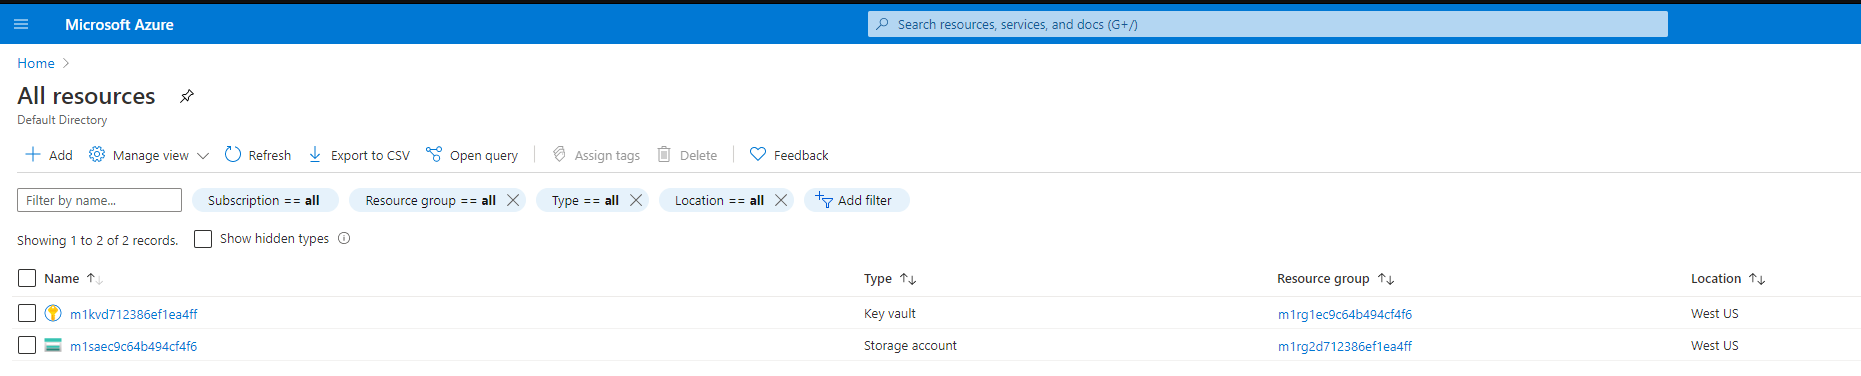 Microsoft Azure
Search resources, services, and docs (G+/)
Home
All resources
Default Directory
Add Manage view Refresh Export to CSV Open query Assign tags Delete Feedback
Filter by name... Subscription == all Resource group == all Type == all Location == all Add filter
Showing 1 to 2 of 2 records. Show hidden types
Name Type Resource group Location
m1kvd712386ef1ea4ff Key vault m1rg1ec9c64b494cf4f6 West US
m1saec9c64b494cf4f6 Storage account m1rg2d712386ef1ea4ff West US